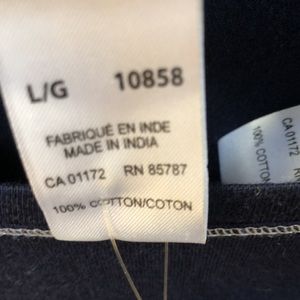 L/G 10858
FABRIQUÉ EN INDE
MADE IN INDIA
CA 01172 RN 85787
100% COTTON/COTON
CA 01172
100% COTTON